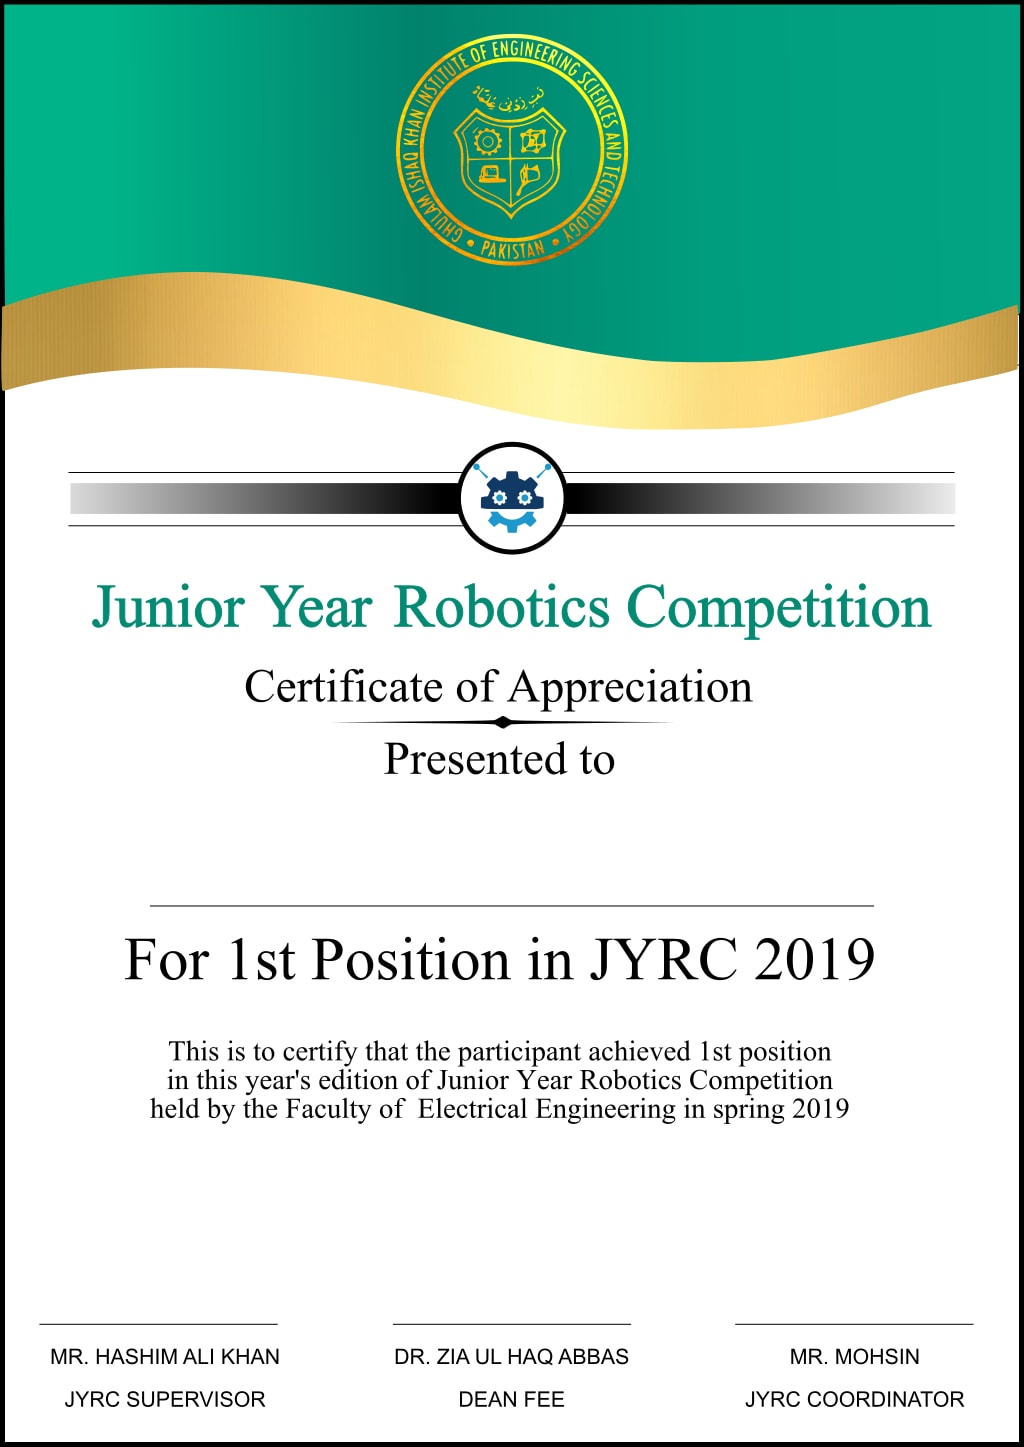 GHULAM ISHAQ KHAN INSTITUTE OF ENGINEERING SCIENCES AND TECHNOLOGY
• PAKISTAN •
Junior Year Robotics Competition
Certificate of Appreciation
Presented to
For 1st Position in JYRC 2019
This is to certify that the participant achieved 1st position
in this year's edition of Junior Year Robotics Competition
held by the Faculty of Electrical Engineering in spring 2019
MR. HASHIM ALI KHAN
JYRC SUPERVISOR
DR. ZIA UL HAQ ABBAS
DEAN FEE
MR. MOHSIN
JYRC COORDINATOR